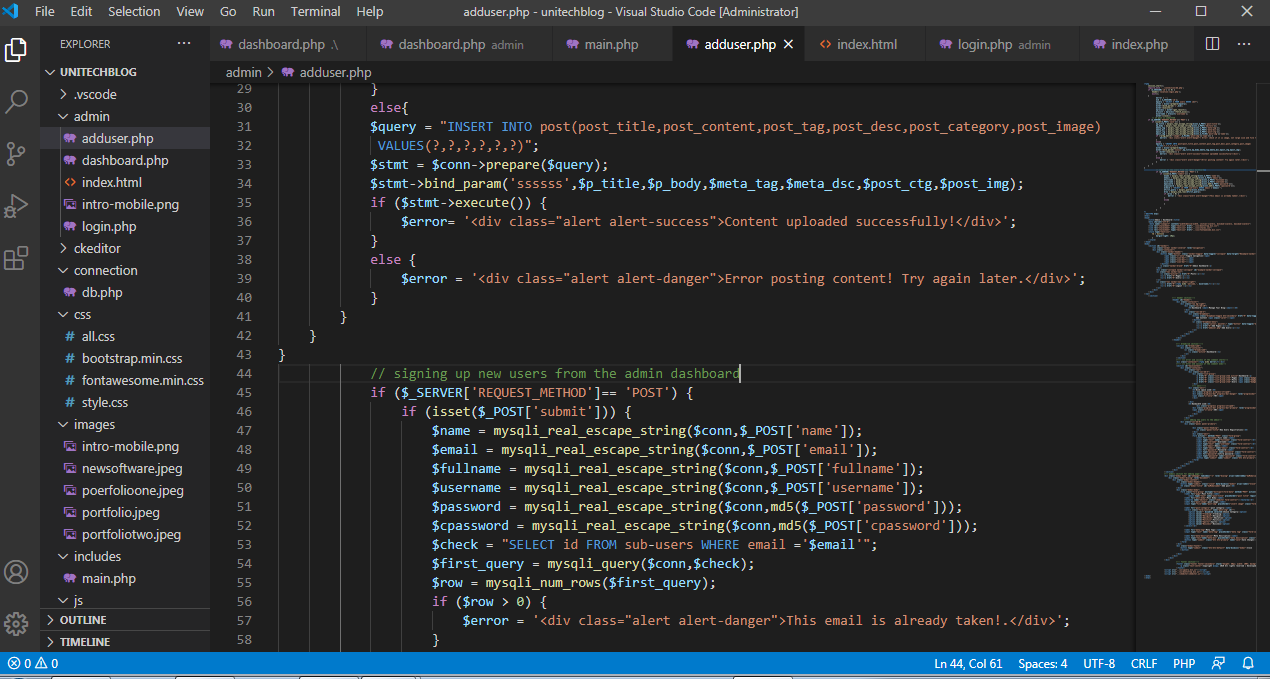 File Edit Selection View Go Run Terminal Help adduser.php - unitechblog - Visual Studio Code [Administrator]
EXPLORER
UNITECHBLOG
.vscode
admin
adduser.php
dashboard.php
index.html
intro-mobile.png
login.php
ckeditor
connection
db.php
css
all.css
bootstrap.min.css
fontawesome.min.css
style.css
images
intro-mobile.png
newsoftware.jpeg
poerfolioone.jpeg
portfolio.jpeg
portfoliotwo.jpeg
includes
main.php
js
OUTLINE
TIMELINE
dashboard.php .\ dashboard.php admin main.php adduser.php index.html login.php admin index.php
admin > adduser.php
29 }
30 else{
31 $query = "INSERT INTO post(post_title,post_content,post_tag,post_desc,post_category,post_image)
32 VALUES(?,?,?,?,?,?)";
33 $stmt = $conn->prepare($query);
34 $stmt->bind_param('ssssss',$p_title,$p_body,$meta_tag,$meta_dsc,$post_ctg,$post_img);
35 if ($stmt->execute()) {
36 $error= '<div class="alert alert-success">Content uploaded successfully!</div>';
37 }
38 else {
39 $error = '<div class="alert alert-danger">Error posting content! Try again later.</div>';
40 }
41 }
42 }
43 }
44 // signing up new users from the admin dashboard
45 if ($_SERVER['REQUEST_METHOD']== 'POST') {
46 if (isset($_POST['submit'])) {
47 $name = mysqli_real_escape_string($conn,$_POST['name']);
48 $email = mysqli_real_escape_string($conn,$_POST['email']);
49 $fullname = mysqli_real_escape_string($conn,$_POST['fullname']);
50 $username = mysqli_real_escape_string($conn,$_POST['username']);
51 $password = mysqli_real_escape_string($conn,md5($_POST['password']));
52 $cpassword = mysqli_real_escape_string($conn,md5($_POST['cpassword']));
53 $check = "SELECT id FROM sub-users WHERE email ='$email'";
54 $first_query = mysqli_query($conn,$check);
55 $row = mysqli_num_rows($first_query);
56 if ($row > 0) {
57 $error = '<div class="alert alert-danger">This email is already taken!.</div>';
58 }
0 0 Ln 44, Col 61 Spaces: 4 UTF-8 CRLF PHP